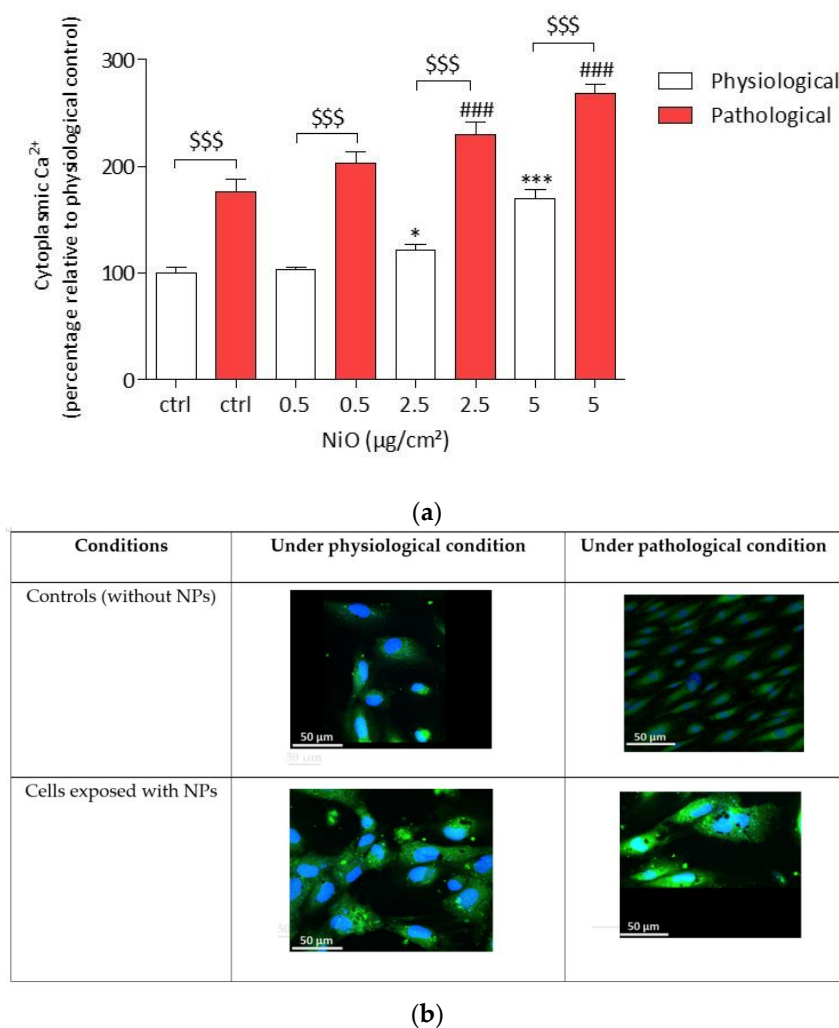 300
200
100
0
Cytoplasmic Ca²⁺
(percentage relative to physiological control)
$$$
$$$
$$$
###
$$$
###
*
***
Physiological
Pathological
ctrl ctrl 0.5 0.5 2.5 2.5 5 5
NiO (µg/cm²)
(a)
Conditions Under physiological condition Under pathological condition
Controls (without NPs)
50 µm
50 µm
50 µm
Cells exposed with NPs
50 µm
50 µm
(b)